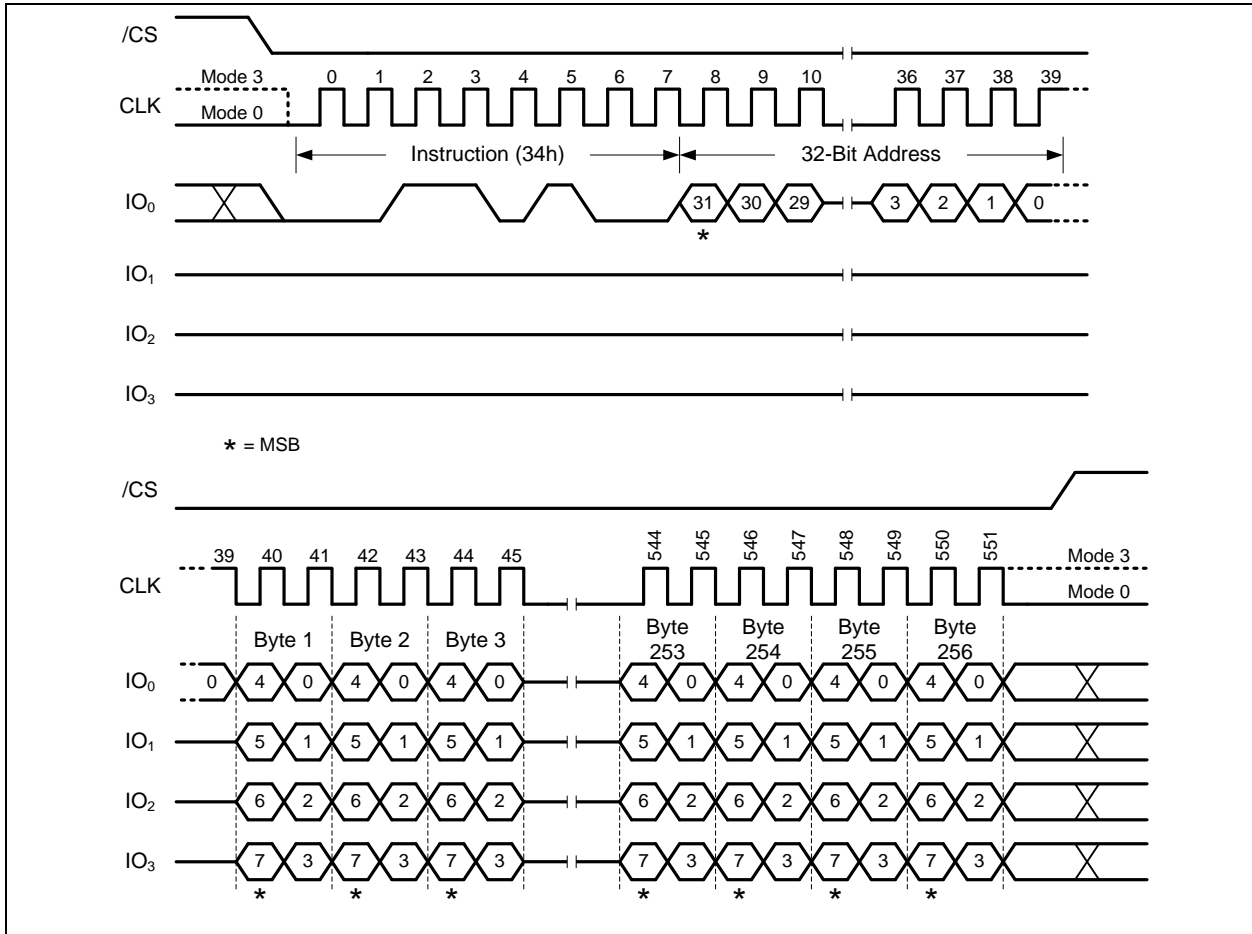 /CS
Mode 3 0 1 2 3 4 5 6 7 8 9 10 36 37 38 39
CLK
Mode 0
Instruction (34h) 32-Bit Address
IO0 31 30 29 3 2 1 0
*
IO1
IO2
IO3
* = MSB
/CS
39 40 41 42 43 44 45 544 545 546 547 548 549 550 551 Mode 3
CLK
Mode 0
Byte 1 Byte 2 Byte 3 Byte 253 Byte 254 Byte 255 Byte 256
IO0 0 4 0 4 0 4 0 4 0 4 0 4 0 4 0
IO1 5 1 5 1 5 1 5 1 5 1 5 1 5 1
IO2 6 2 6 2 6 2 6 2 6 2 6 2 6 2
IO3 7 3 7 3 7 3 7 3 7 3 7 3 7 3
* * * * * * *